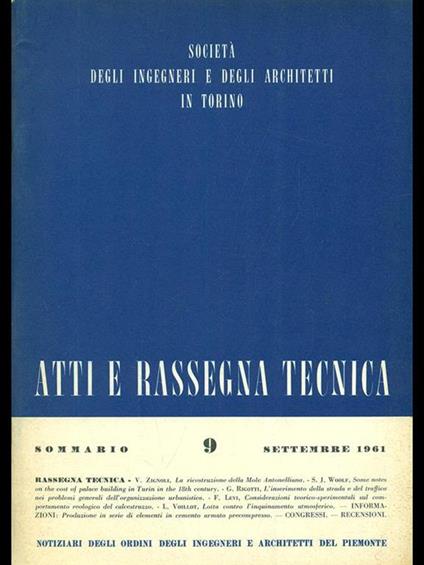 SOCIETÀ
DEGLI INGEGNERI E DEGLI ARCHITETTI
IN TORINO
ATTI E RASSEGNA TECNICA
SOMMARIO 9 SETTEMBRE 1961
RASSEGNA TECNICA - V. ZIGNOLI, La ricostruzione della Mole Antonelliana. - S. J. WOOLF, Some notes
on the cost of palace building in Turin in the 18th century. - G. RIGOTTI, L'inserimento della strada e del traffico
nei problemi generali dell'organizzazione urbanistica. - F. LEVI, Considerazioni teorico-sperimentali sul com-
portamento reologico del calcestruzzo. - L. VOILLOT, Lotta contro l'inquinamento atmosferico. — INFORMA-
ZIONI: Produzione in serie di elementi in cemento armato precompresso. — CONGRESSI. — RECENSIONI.
NOTIZIARI DEGLI ORDINI DEGLI INGEGNERI E ARCHITETTI DEL PIEMONTE